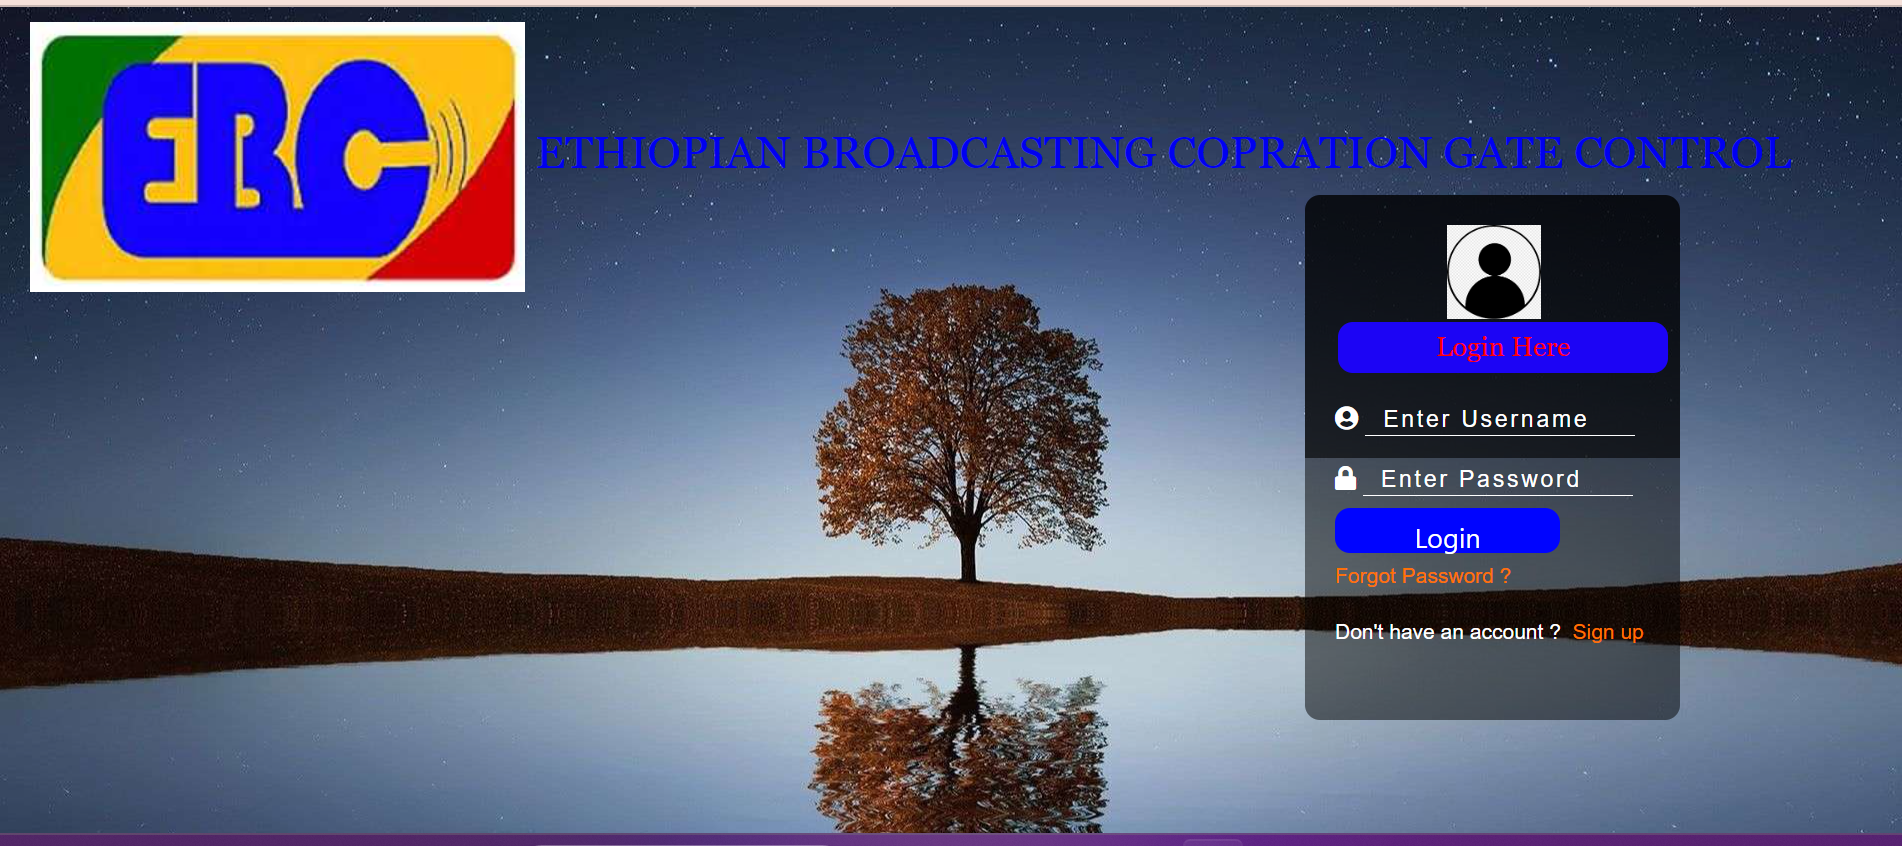 EBC
ETHIOPIAN BROADCASTING COPRATION GATE CONTROL
Login Here
Enter Username
Enter Password
Login
Forgot Password ?
Don't have an account ? Sign up